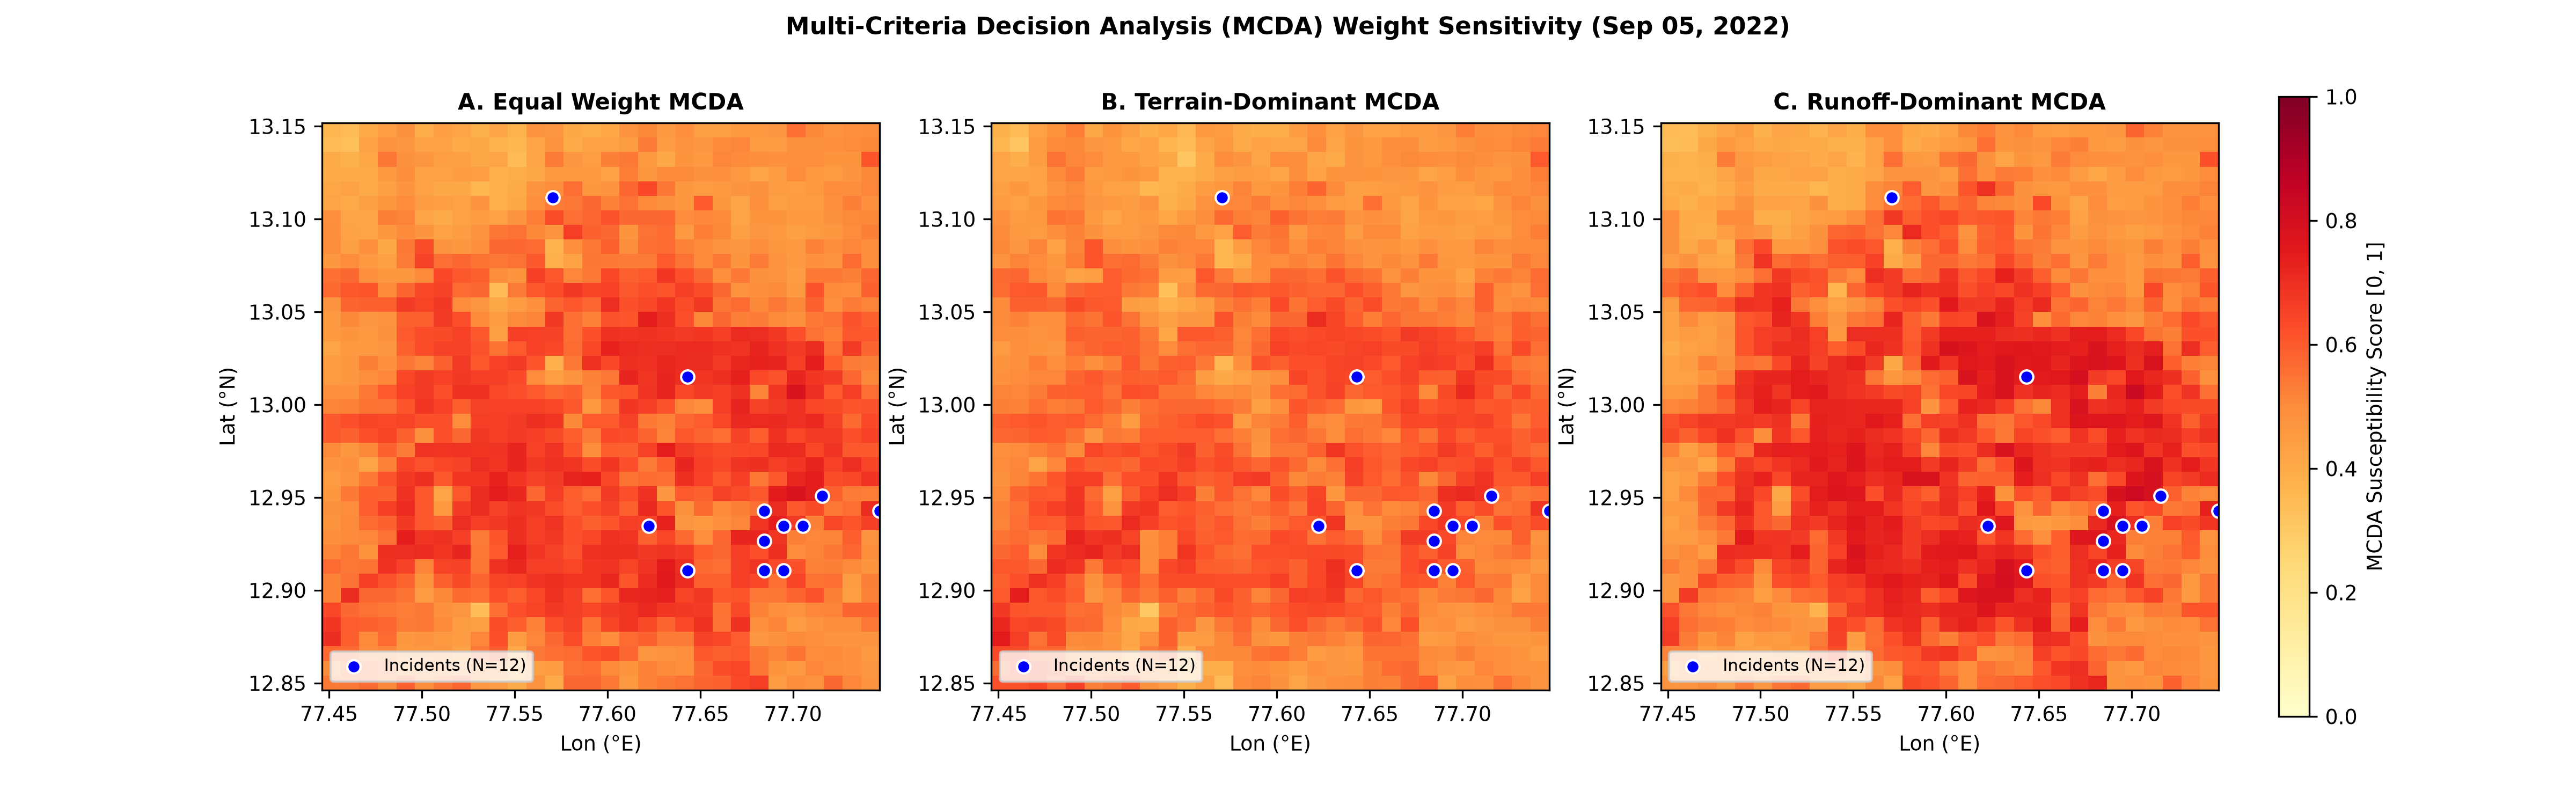 Multi-Criteria Decision Analysis (MCDA) Weight Sensitivity (Sep 05, 2022)
A. Equal Weight MCDA
13.15
13.10
13.05
13.00
12.95
12.90
12.85
Lat (°N)
Incidents (N=12)
77.45 77.50 77.55 77.60 77.65 77.70
Lon (°E)
B. Terrain-Dominant MCDA
13.15
13.10
13.05
13.00
12.95
12.90
12.85
Lat (°N)
Incidents (N=12)
77.45 77.50 77.55 77.60 77.65 77.70
Lon (°E)
C. Runoff-Dominant MCDA
13.15
13.10
13.05
13.00
12.95
12.90
12.85
Lat (°N)
Incidents (N=12)
77.45 77.50 77.55 77.60 77.65 77.70
Lon (°E)
1.0
0.8
0.6
0.4
0.2
0.0
MCDA Susceptibility Score [0, 1]